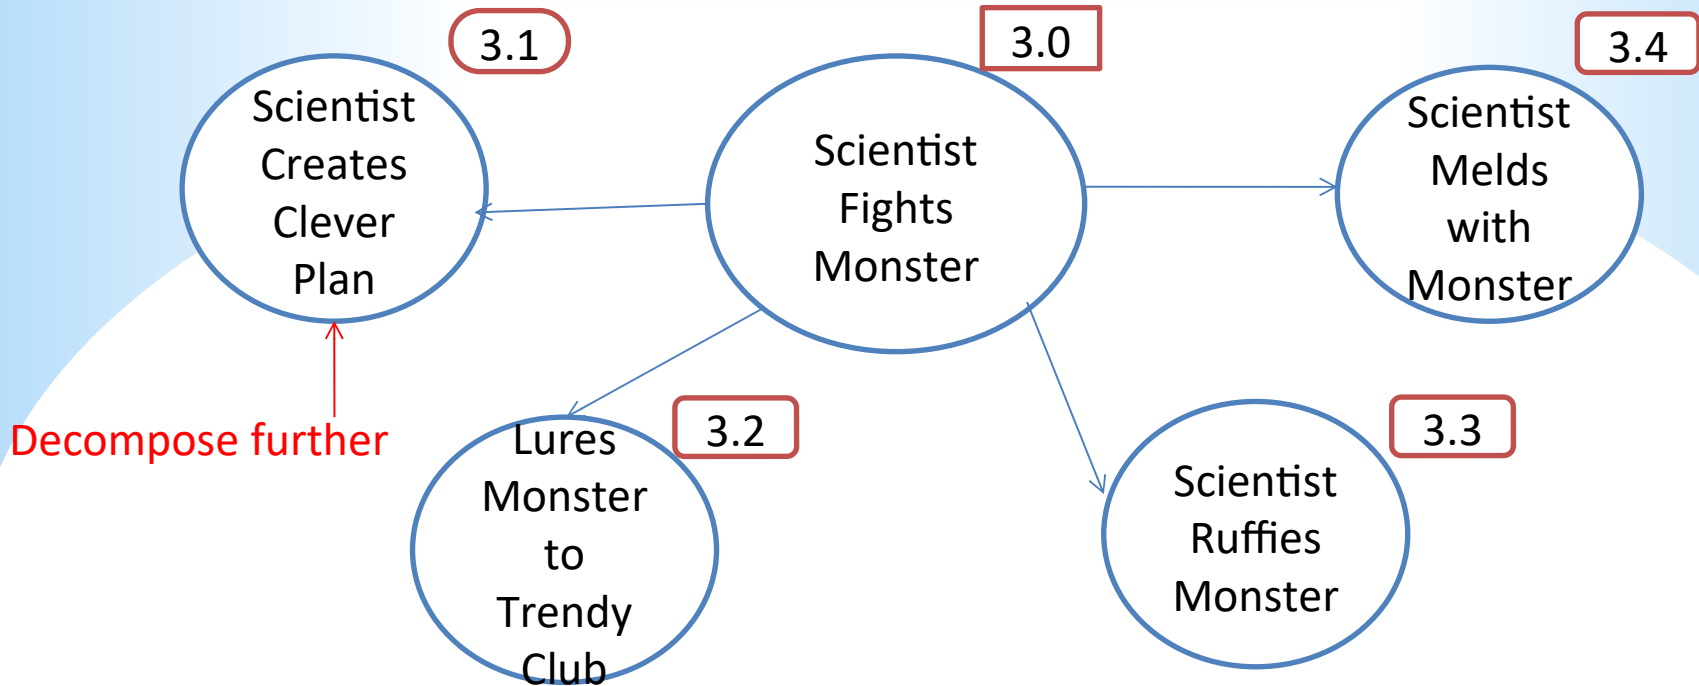 3.1
Scientist
Creates
Clever
Plan
3.0
Scientist
Fights
Monster
3.4
Scientist
Melds
with
Monster
Decompose further
3.2
Lures
Monster
to
Trendy
Club
3.3
Scientist
Ruffies
Monster